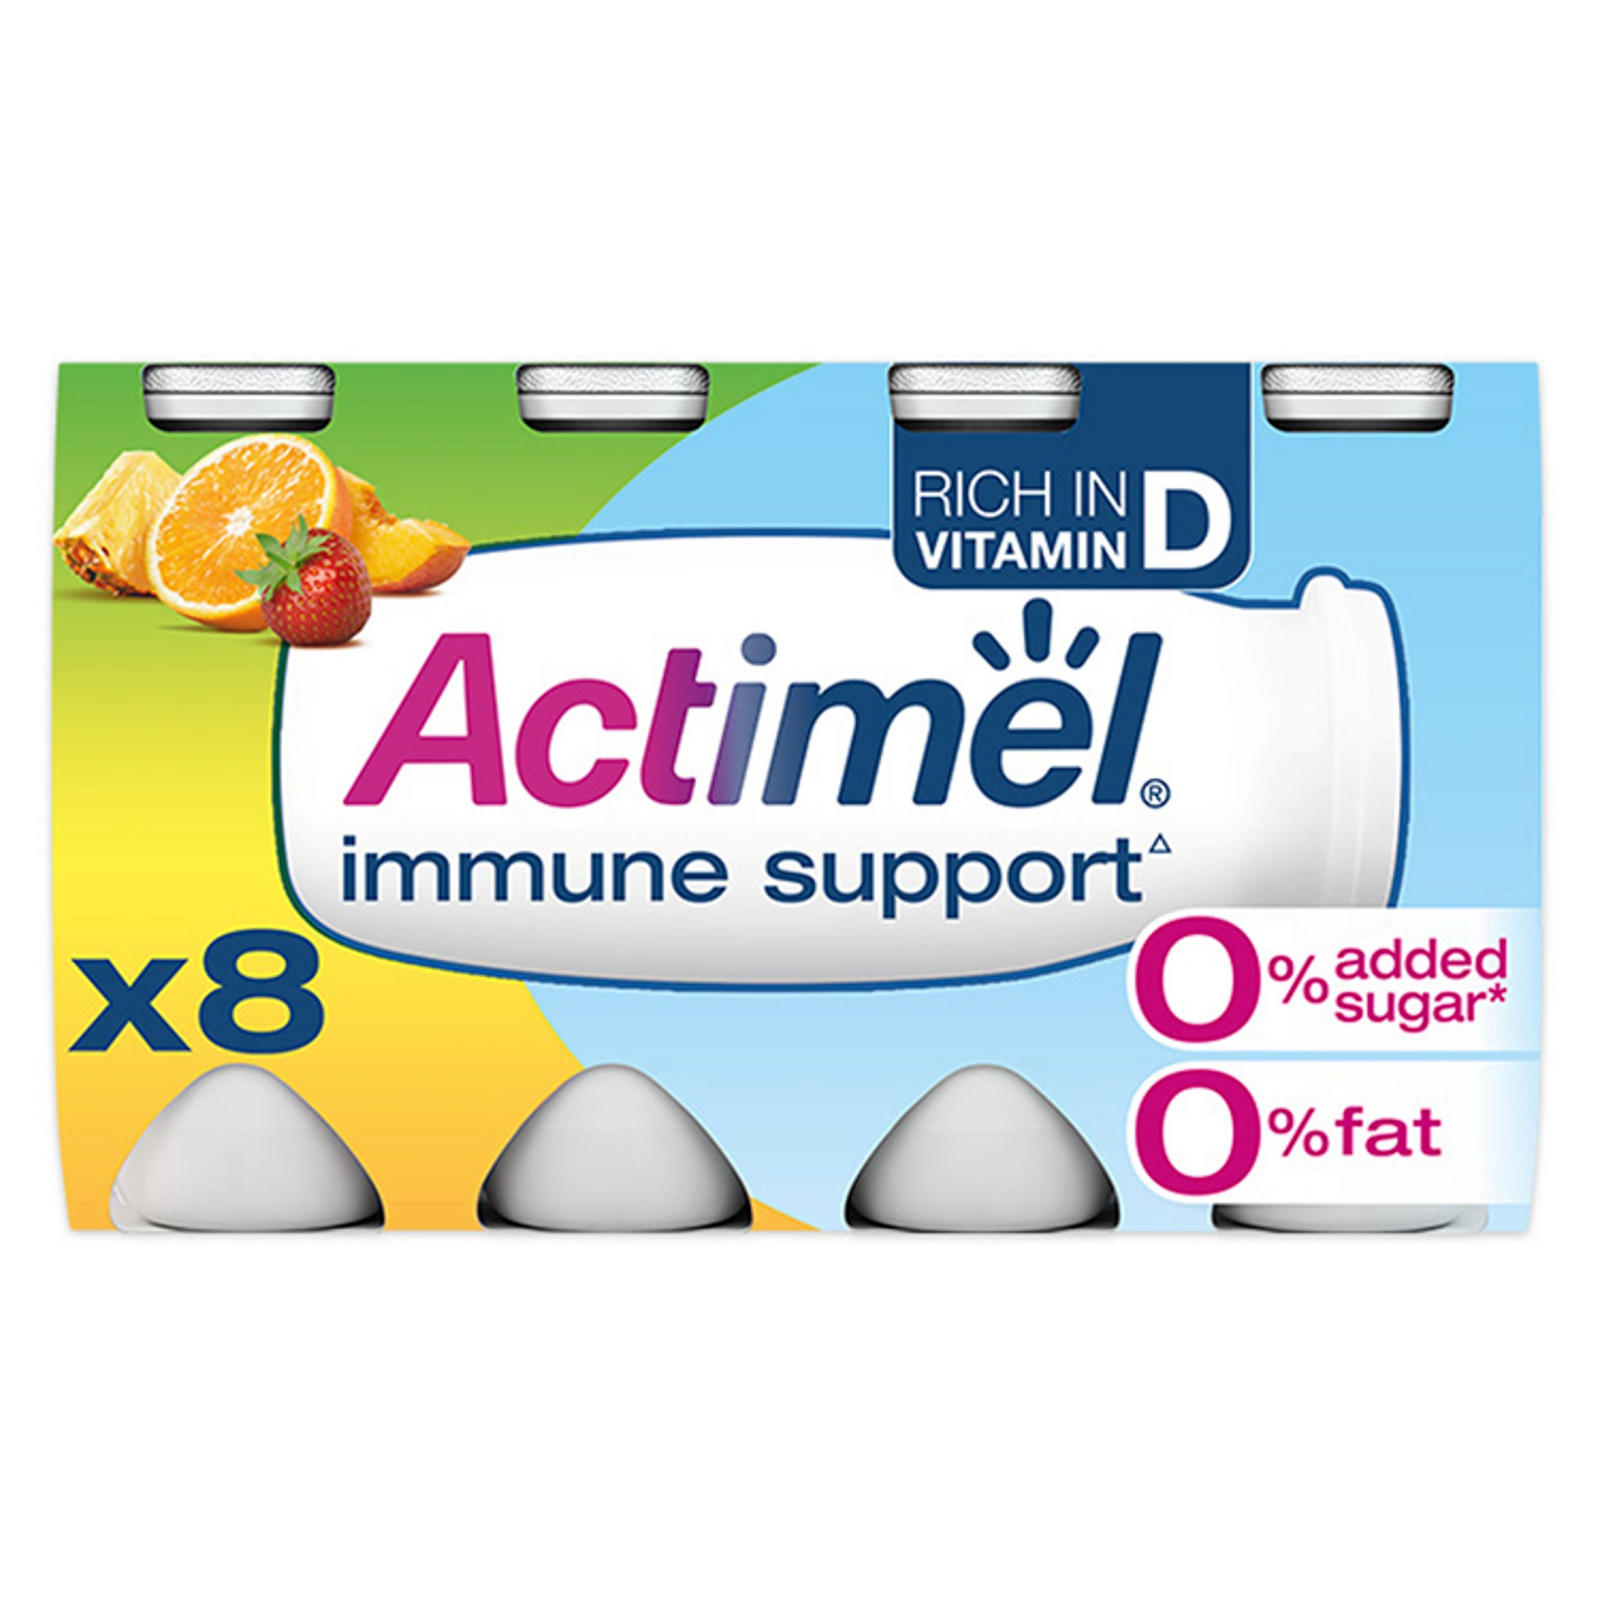 RICH IN
VITAMIN D
Actimel®
immune support△
x8
0% added
sugar*
0% fat